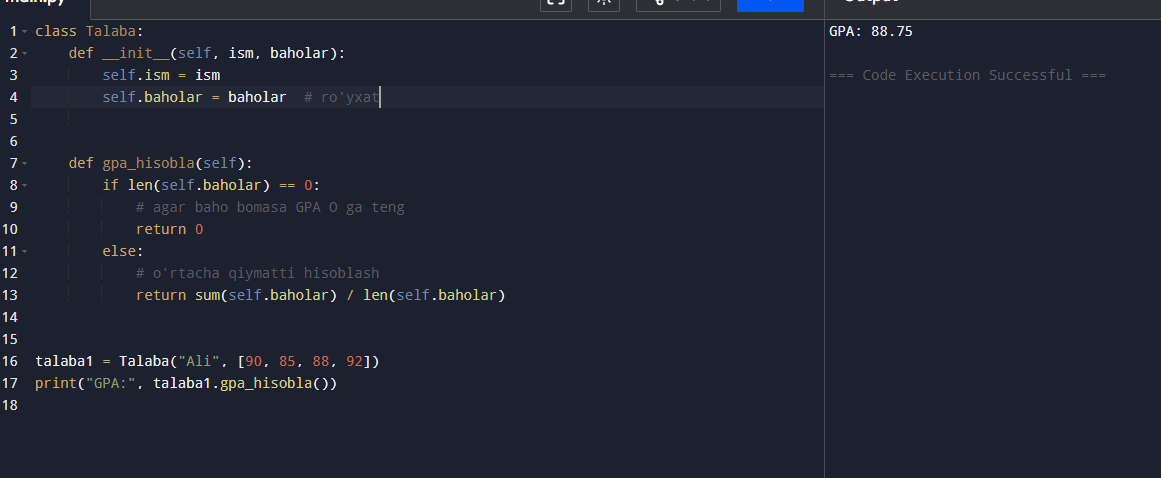 main.py
Output
1 class Talaba:
2     def __init__(self, ism, baholar):
3         self.ism = ism
4         self.baholar = baholar  # ro'yxat
5
6
7     def gpa_hisobla(self):
8         if len(self.baholar) == 0:
9             # agar baho bomasa GPA 0 ga teng
10             return 0
11         else:
12             # o'rtacha qiymatti hisoblash
13             return sum(self.baholar) / len(self.baholar)
14
15
16 talaba1 = Talaba("Ali", [90, 85, 88, 92])
17 print("GPA:", talaba1.gpa_hisobla())
18
GPA: 88.75
=== Code Execution Successful ===